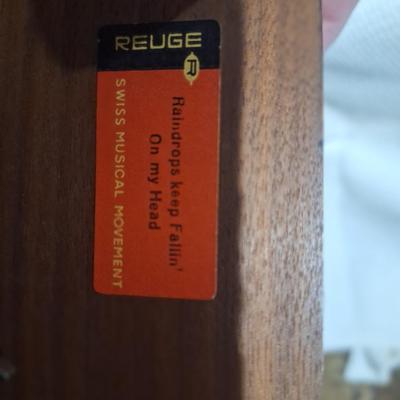 REUGE
R
Raindrops keep Fallin'
On my Head
SWISS MUSICAL MOVEMENT